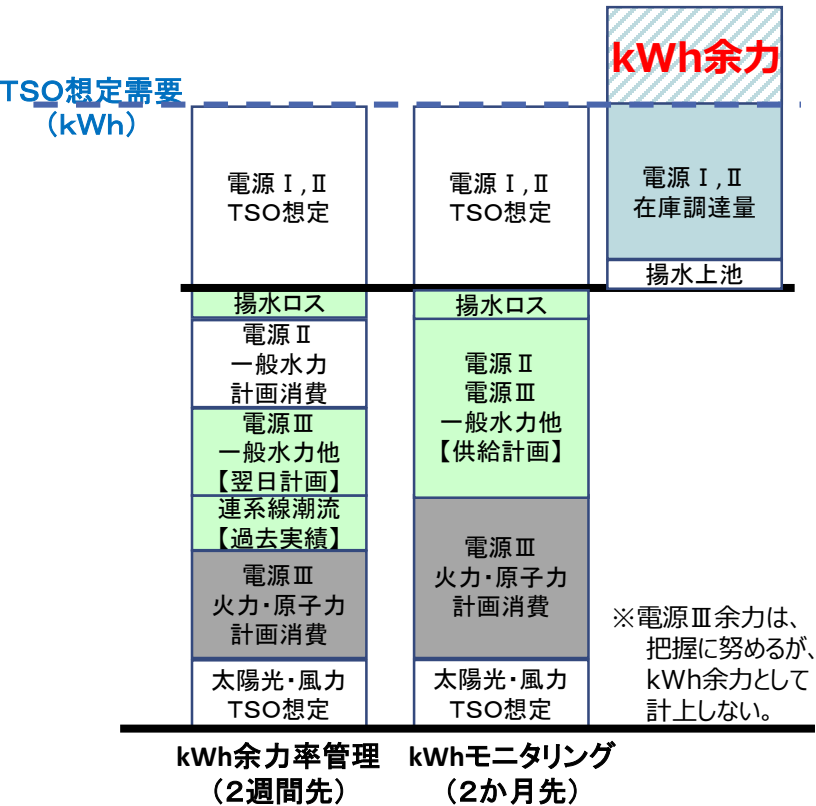 kWh余力
TSO想定需要
（kWh）
電源Ⅰ,Ⅱ
TSO想定
揚水ロス
電源Ⅱ
一般水力
計画消費
電源Ⅲ
一般水力他
【翌日計画】
連系線潮流
【過去実績】
電源Ⅲ
火力・原子力
計画消費
太陽光・風力
TSO想定
kWh余力率管理
（２週間先）
電源Ⅰ,Ⅱ
TSO想定
揚水ロス
電源Ⅱ
電源Ⅲ
一般水力他
【供給計画】
電源Ⅲ
火力・原子力
計画消費
太陽光・風力
TSO想定
kWhモニタリング
（２か月先）
電源Ⅰ,Ⅱ
在庫調達量
揚水上池
※電源Ⅲ余力は、
把握に努めるが、
kWh余力として
計上しない。